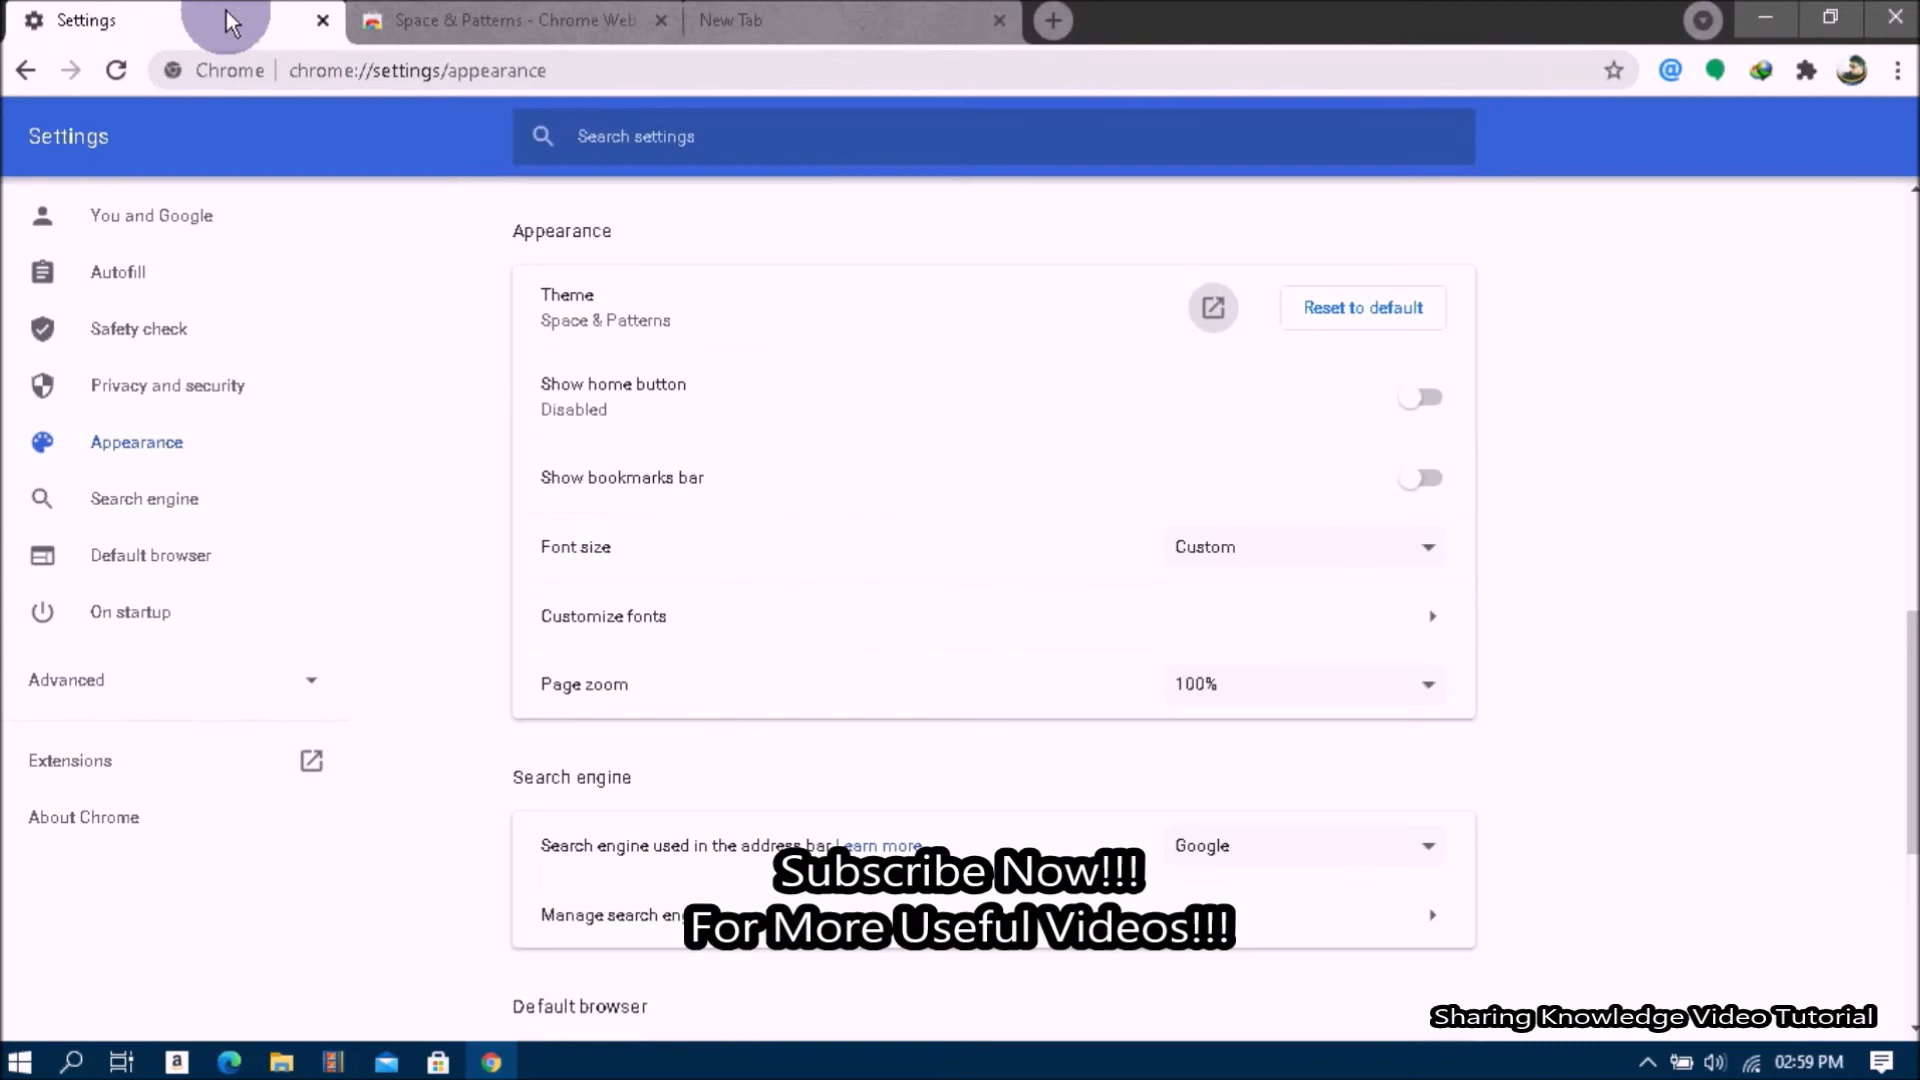 Settings
Space & Patterns - Chrome Web
New Tab
Chrome
chrome://settings/appearance
Settings
Search settings
You and Google
Autofill
Safety check
Privacy and security
Appearance
Search engine
Default browser
On startup
Advanced
Extensions
About Chrome
Appearance
Theme
Space & Patterns
Reset to default
Show home button
Disabled
Show bookmarks bar
Font size
Custom
Customize fonts
Page zoom
100%
Search engine
Search engine used in the address bar Learn more
Google
Manage search
Subscribe Now!!!
For More Useful Videos!!!
Default browser
Sharing Knowledge Video Tutorial
02:59 PM